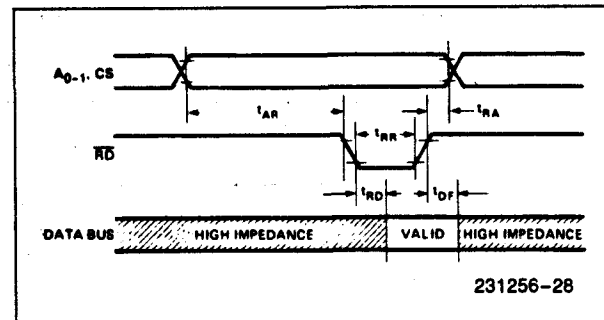 A0-1, CS
tAR
tRA
tRR
RD
tRD
tDF
DATA BUS
HIGH IMPEDANCE
VALID
HIGH IMPEDANCE
231256-28